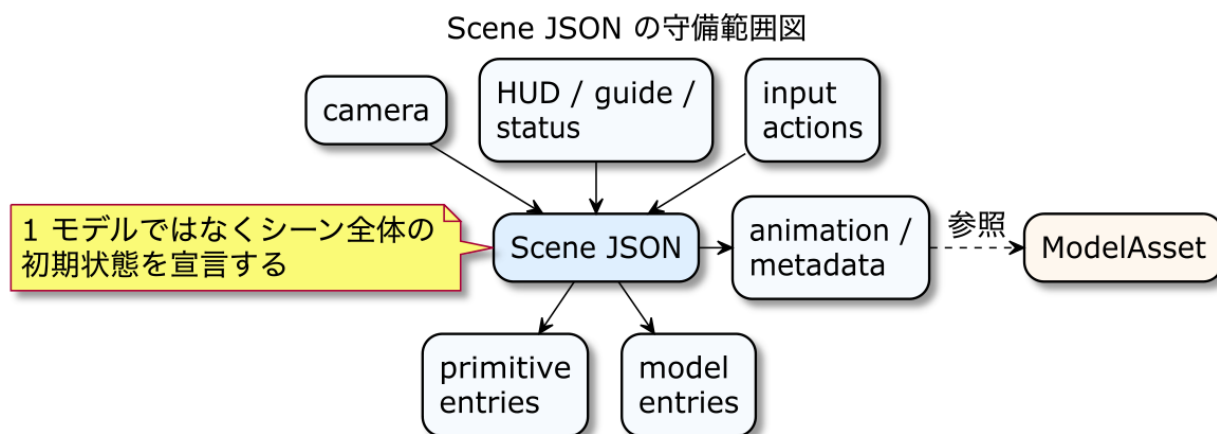 Scene JSON の守備範囲図
camera
HUD / guide /
status
input
actions
1 モデルではなくシーン全体の
初期状態を宣言する
Scene JSON
animation /
metadata
参照
ModelAsset
primitive
entries
model
entries